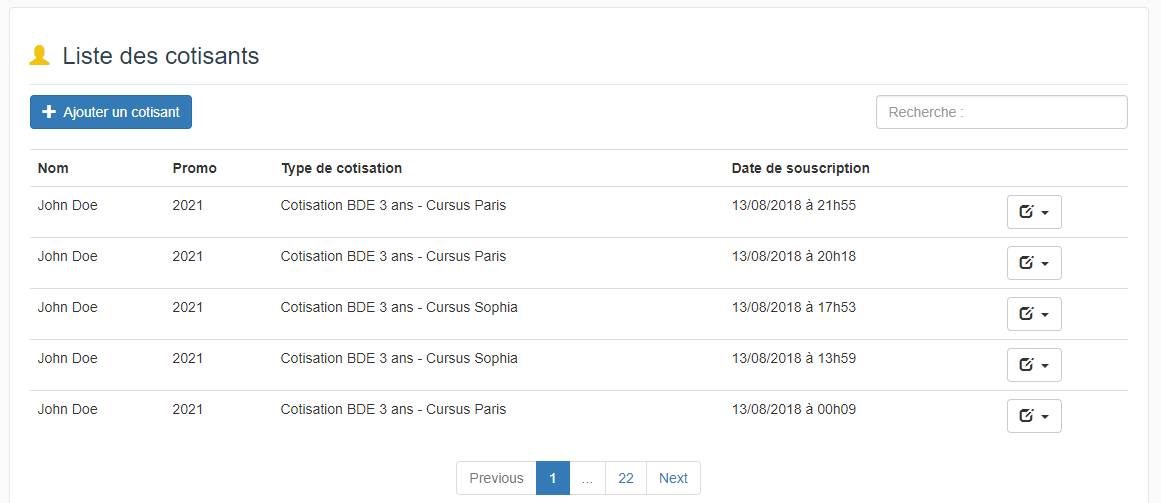 Liste des cotisants
Ajouter un cotisant
Recherche :
Nom Promo Type de cotisation Date de souscription
John Doe 2021 Cotisation BDE 3 ans - Cursus Paris 13/08/2018 à 21h55
John Doe 2021 Cotisation BDE 3 ans - Cursus Paris 13/08/2018 à 20h18
John Doe 2021 Cotisation BDE 3 ans - Cursus Sophia 13/08/2018 à 17h53
John Doe 2021 Cotisation BDE 3 ans - Cursus Sophia 13/08/2018 à 13h59
John Doe 2021 Cotisation BDE 3 ans - Cursus Paris 13/08/2018 à 00h09
Previous 1 ... 22 Next